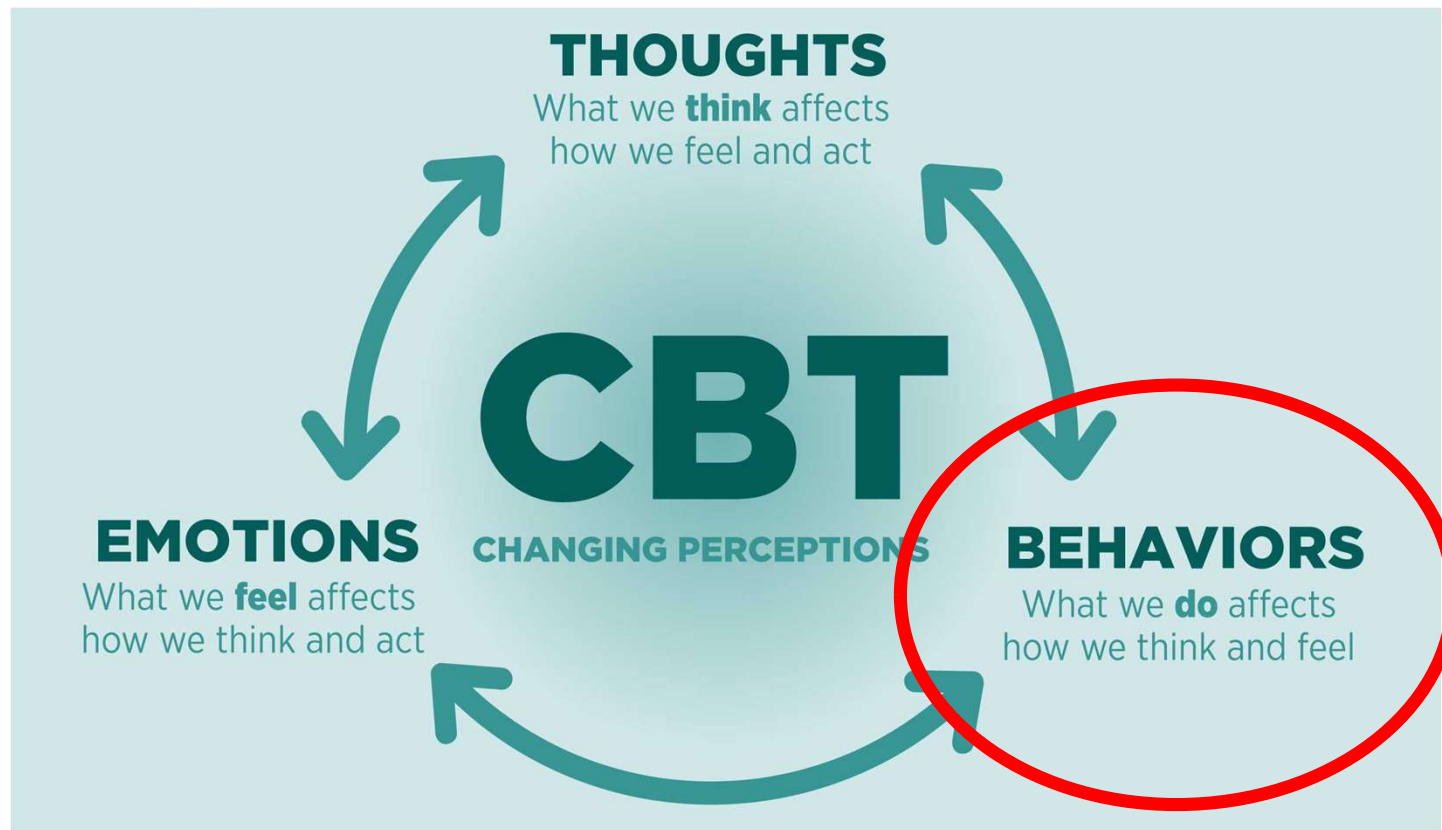 THOUGHTS
What we think affects
how we feel and act
CBT
CHANGING PERCEPTIONS
EMOTIONS
What we feel affects
how we think and act
BEHAVIORS
What we do affects
how we think and feel